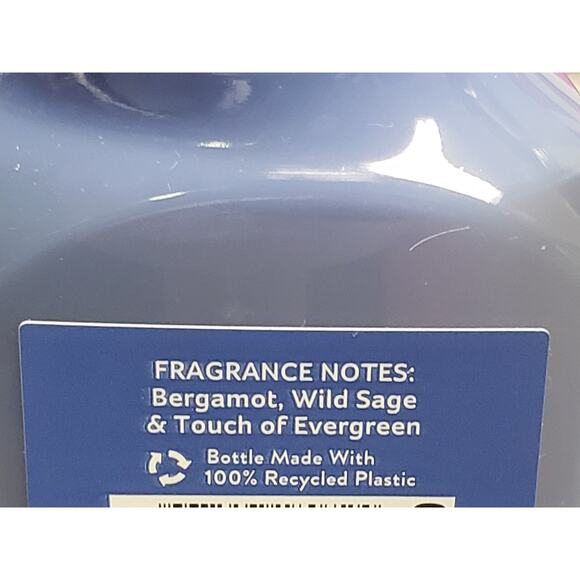 FRAGRANCE NOTES:
Bergamot, Wild Sage
& Touch of Evergreen
Bottle Made With
100% Recycled Plastic